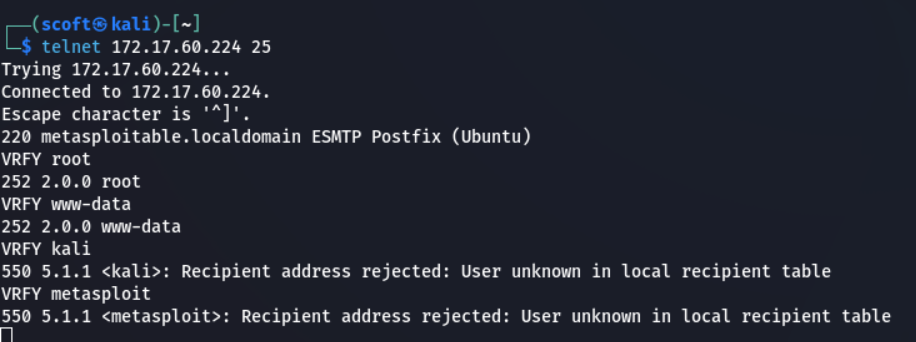 ┌──(scoft㉿kali)-[~]
└─$ telnet 172.17.60.224 25
Trying 172.17.60.224...
Connected to 172.17.60.224.
Escape character is '^]'.
220 metasploitable.localdomain ESMTP Postfix (Ubuntu)
VRFY root
252 2.0.0 root
VRFY www-data
252 2.0.0 www-data
VRFY kali
550 5.1.1 <kali>: Recipient address rejected: User unknown in local recipient table
VRFY metasploit
550 5.1.1 <metasploit>: Recipient address rejected: User unknown in local recipient table